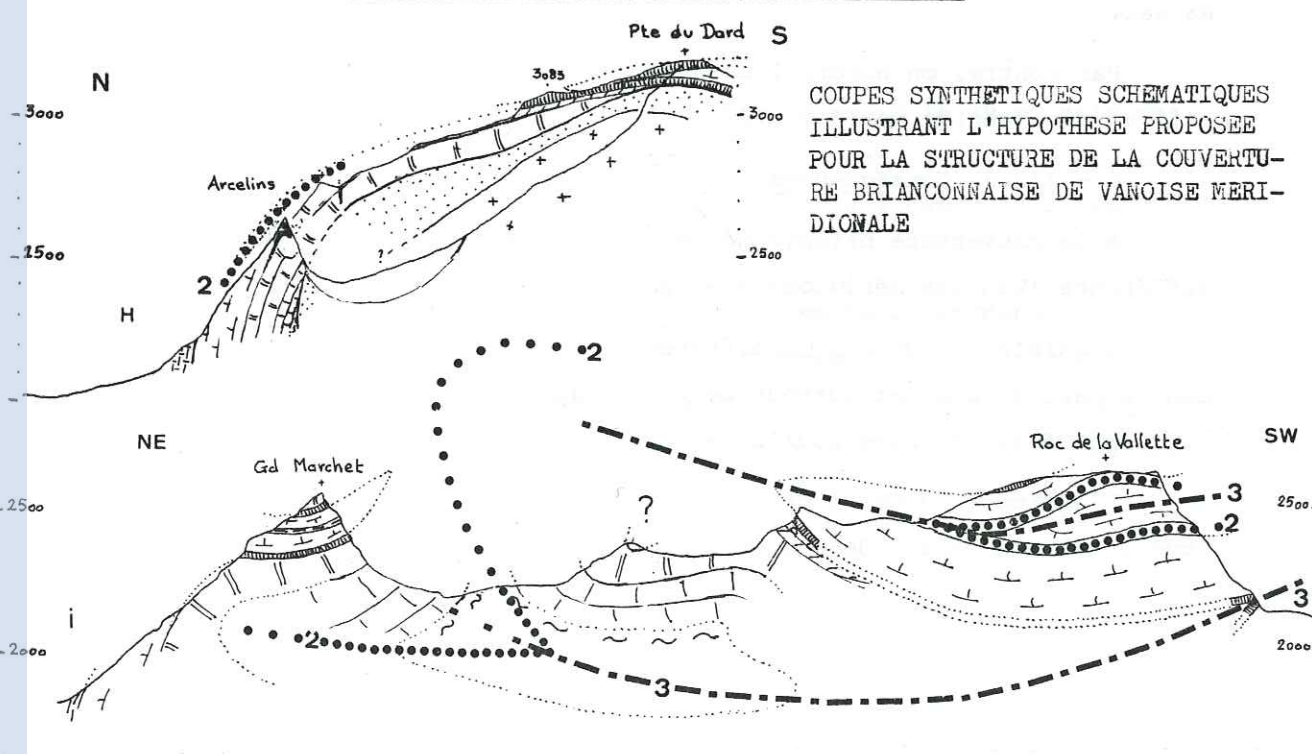 Pte du Dard
S
N
3083
3000
3000
COUPES SYNTHETIQUES SCHEMATIQUES
ILLUSTRANT L'HYPOTHESE PROPOSEE
POUR LA STRUCTURE DE LA COUVERTU-
RE BRIANCONNAISE DE VANOISE MERI-
DIONALE
Arcelins
1500
2500
?
2
H
2
NE
Gd Marchet
Roc de la Vallette
SW
2500
?
3
2500
2
i
2
3
3
2000
2000